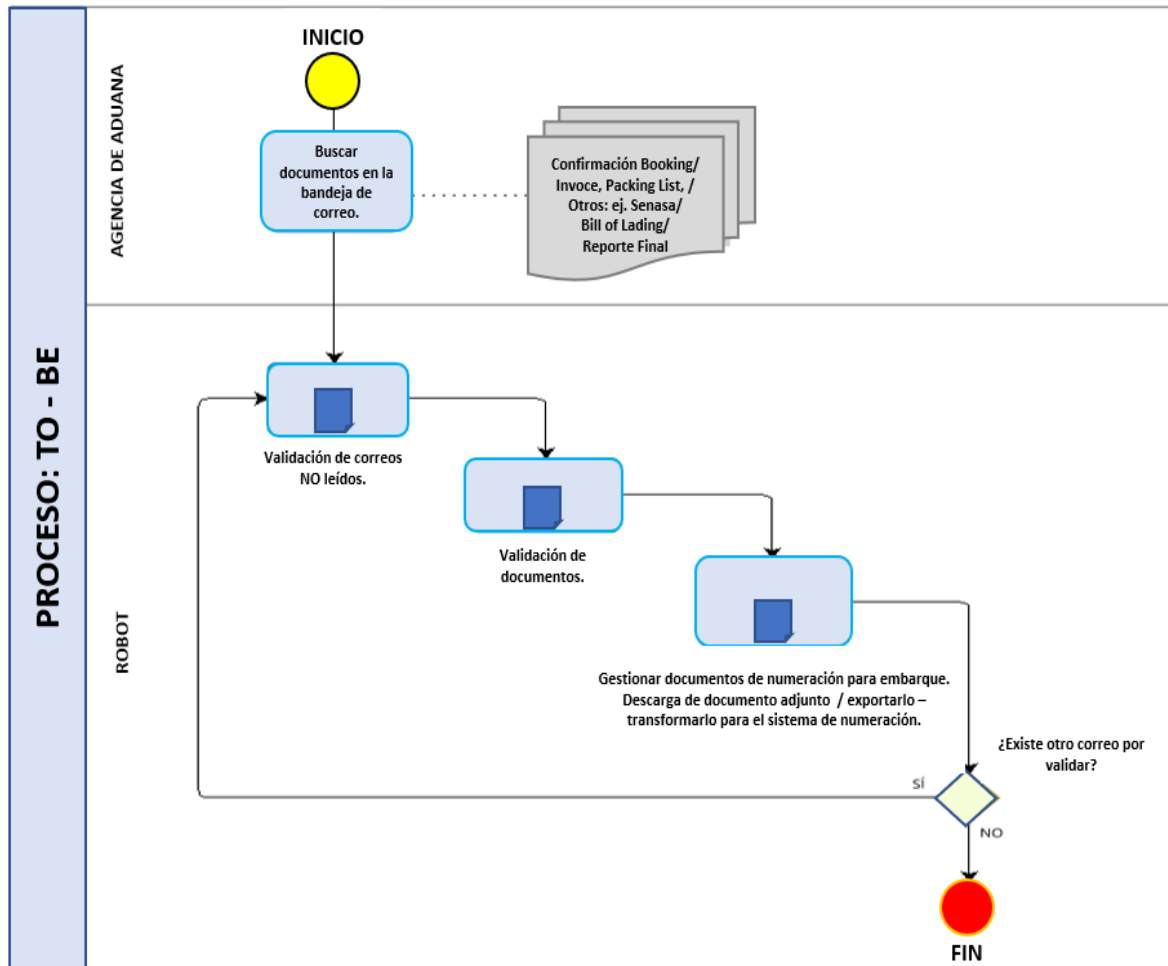 PROCESO: TO - BE
AGENCIA DE ADUANA
INICIO
Buscar
documentos en la
bandeja de
correo.
Confirmación Booking/
Invoce, Packing List, /
Otros: ej. Senasa/
Bill of Lading/
Reporte Final
ROBOT
Validación de correos
NO leídos.
Validación de
documentos.
Gestionar documentos de numeración para embarque.
Descarga de documento adjunto / exportarlo –
transformarlo para el sistema de numeración.
¿Existe otro correo por
validar?
SÍ
NO
FIN